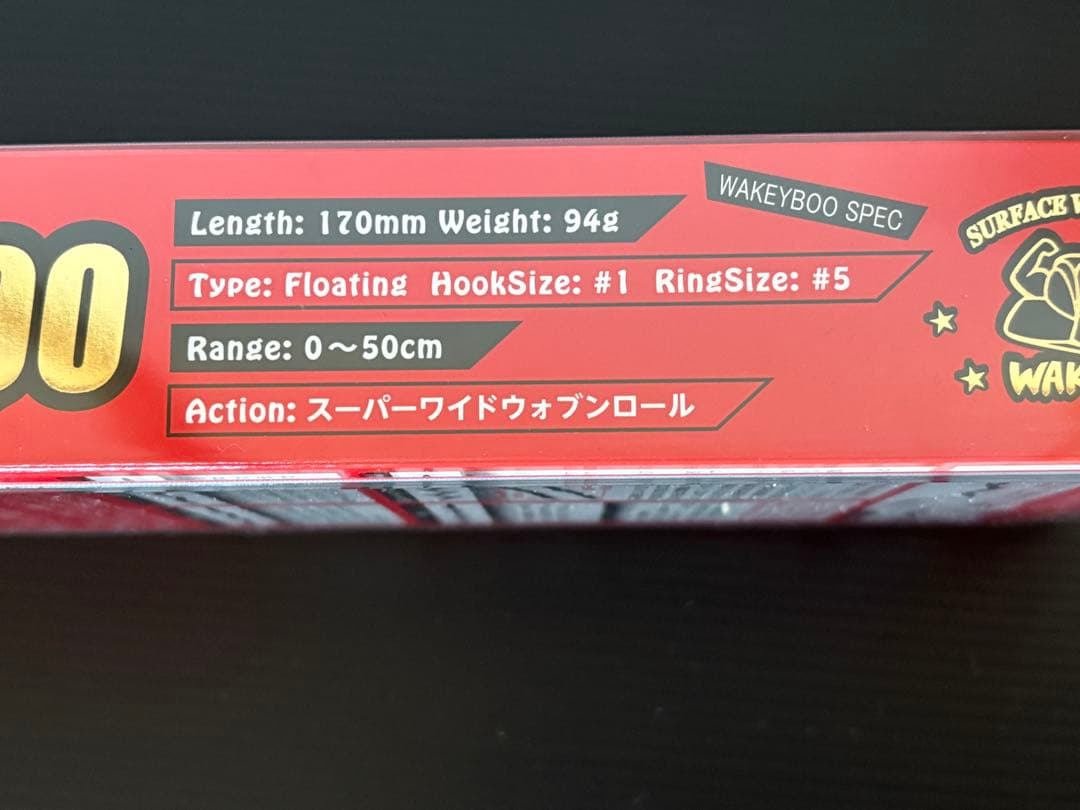 WAKEYBOO SPEC
Length: 170mm Weight: 94g
Type: Floating HookSize: #1 RingSize: #5
Range: 0〜50cm
Action: スーパーワイドウォブンロール
SURFACE